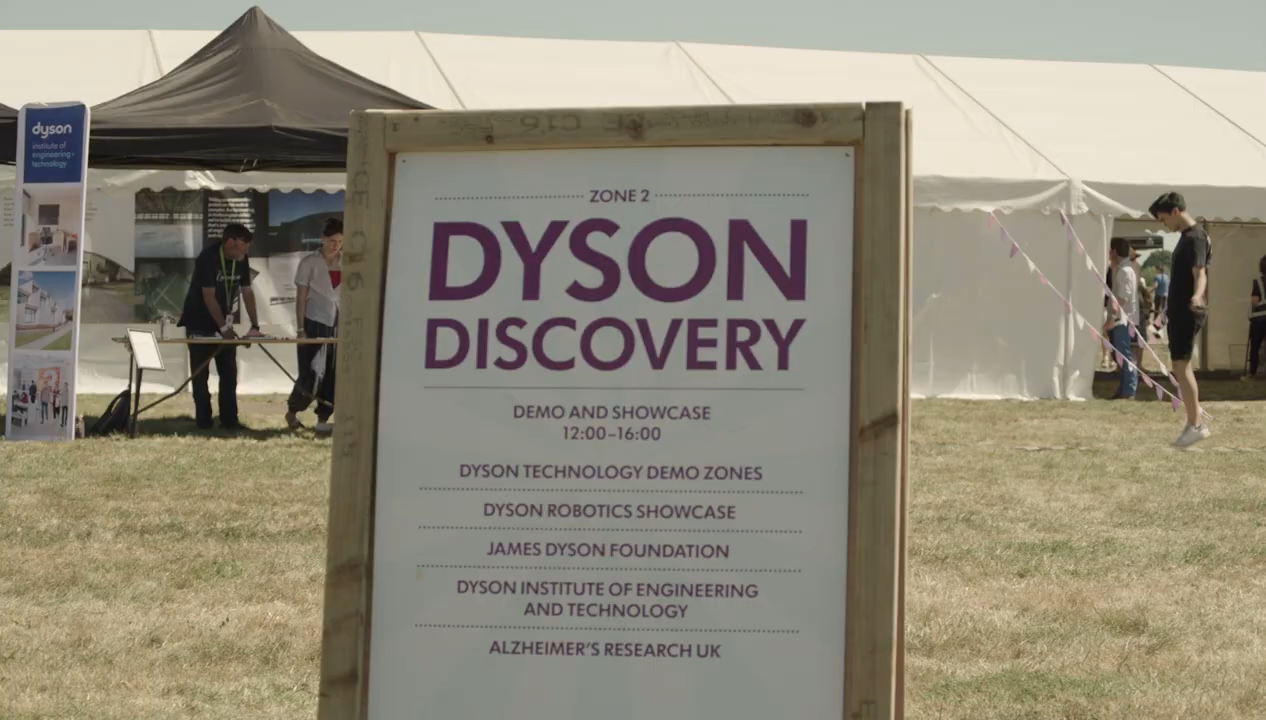 dyson
institute of
engineering+
technology
ZONE 2
DYSON
DISCOVERY
DEMO AND SHOWCASE
12:00–16:00
DYSON TECHNOLOGY DEMO ZONES
DYSON ROBOTICS SHOWCASE
JAMES DYSON FOUNDATION
DYSON INSTITUTE OF ENGINEERING
AND TECHNOLOGY
ALZHEIMER'S RESEARCH UK